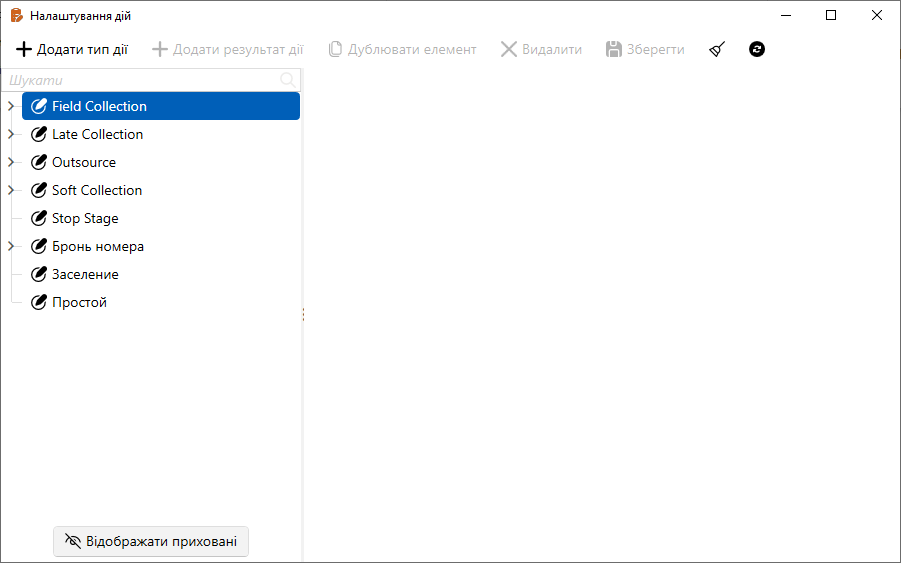 Налаштування дій
Додати тип дії Додати результат дії Дублювати елемент Видалити Зберегти
Шукати
Field Collection
Late Collection
Outsource
Soft Collection
Stop Stage
Бронь номера
Заселение
Простой
Відображати приховані